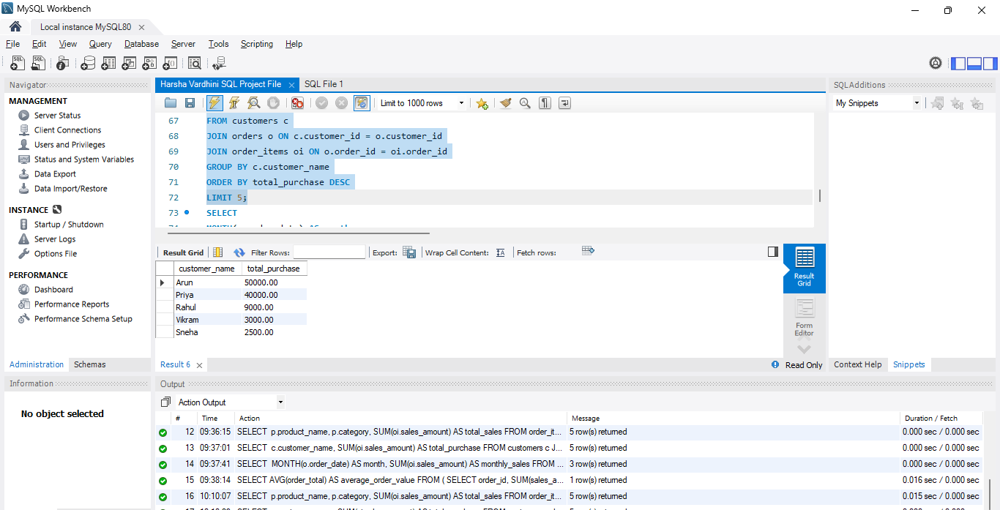 MySQL Workbench
Local instance MySQL80
File Edit View Query Database Server Tools Scripting Help
Navigator
MANAGEMENT
Server Status
Client Connections
Users and Privileges
Status and System Variables
Data Export
Data Import/Restore
INSTANCE
Startup / Shutdown
Server Logs
Options File
PERFORMANCE
Dashboard
Performance Reports
Performance Schema Setup
Administration Schemas
Information
No object selected
Harsha Vardhini SQL Project File SQL File 1
Limit to 1000 rows
67 FROM customers c
68 JOIN orders o ON c.customer_id = o.customer_id
69 JOIN order_items oi ON o.order_id = oi.order_id
70 GROUP BY c.customer_name
71 ORDER BY total_purchase DESC
72 LIMIT 5;
73 SELECT
Result Grid Filter Rows: Export: Wrap Cell Content: Fetch rows:
customer_name total_purchase
Arun 50000.00
Priya 40000.00
Rahul 9000.00
Vikram 3000.00
Sneha 2500.00
Result
Grid
Form
Editor
Result 6 Read Only
SQLAdditions
My Snippets
Context Help Snippets
Output
Action Output
# Time Action Message Duration / Fetch
12 09:36:15 SELECT p.product_name, p.category, SUM(oi.sales_amount) AS total_sales FROM order_it... 5 row(s) returned 0.000 sec / 0.000 sec
13 09:37:01 SELECT c.customer_name, SUM(oi.sales_amount) AS total_purchase FROM customers c J... 5 row(s) returned 0.000 sec / 0.000 sec
14 09:37:41 SELECT MONTH(o.order_date) AS month, SUM(oi.sales_amount) AS monthly_sales FROM ... 3 row(s) returned 0.000 sec / 0.000 sec
15 09:38:14 SELECT AVG(order_total) AS average_order_value FROM ( SELECT order_id, SUM(sales_a... 1 row(s) returned 0.016 sec / 0.000 sec
16 10:10:07 SELECT p.product_name, p.category, SUM(oi.sales_amount) AS total_sales FROM order_it... 5 row(s) returned 0.015 sec / 0.000 sec